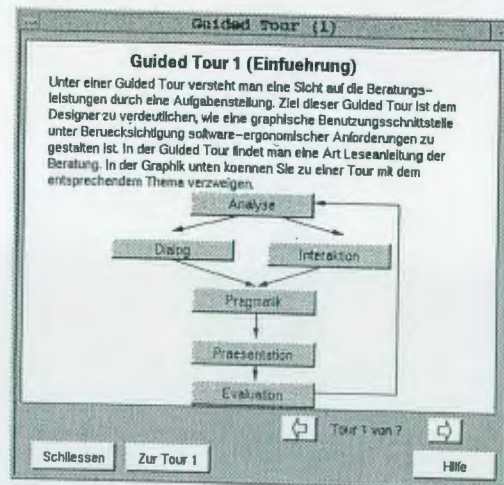 Guided Tour (1)
Guided Tour 1 (Einfuehrung)
Unter einer Guided Tour versteht man eine Sicht auf die Beratungs-
leistungen durch eine Aufgabenstellung. Ziel dieser Guided Tour ist dem
Designer zu verdeutlichen, wie eine graphische Benutzungsschnittstelle
unter Beruecksichtigung software-ergonomischer Anforderungen zu
gestalten ist. In der Guided Tour findet man eine Art Leseanleitung der
Beratung. In der Graphik unten koennen Sie zu einer Tour mit dem
entsprechendem Thema verzweigen.
Analyse
Dialog
Interaktion
Pragmatik
Praesentation
Evaluation
Tour 1 von 7
Schliessen
Zur Tour 1
Hilfe